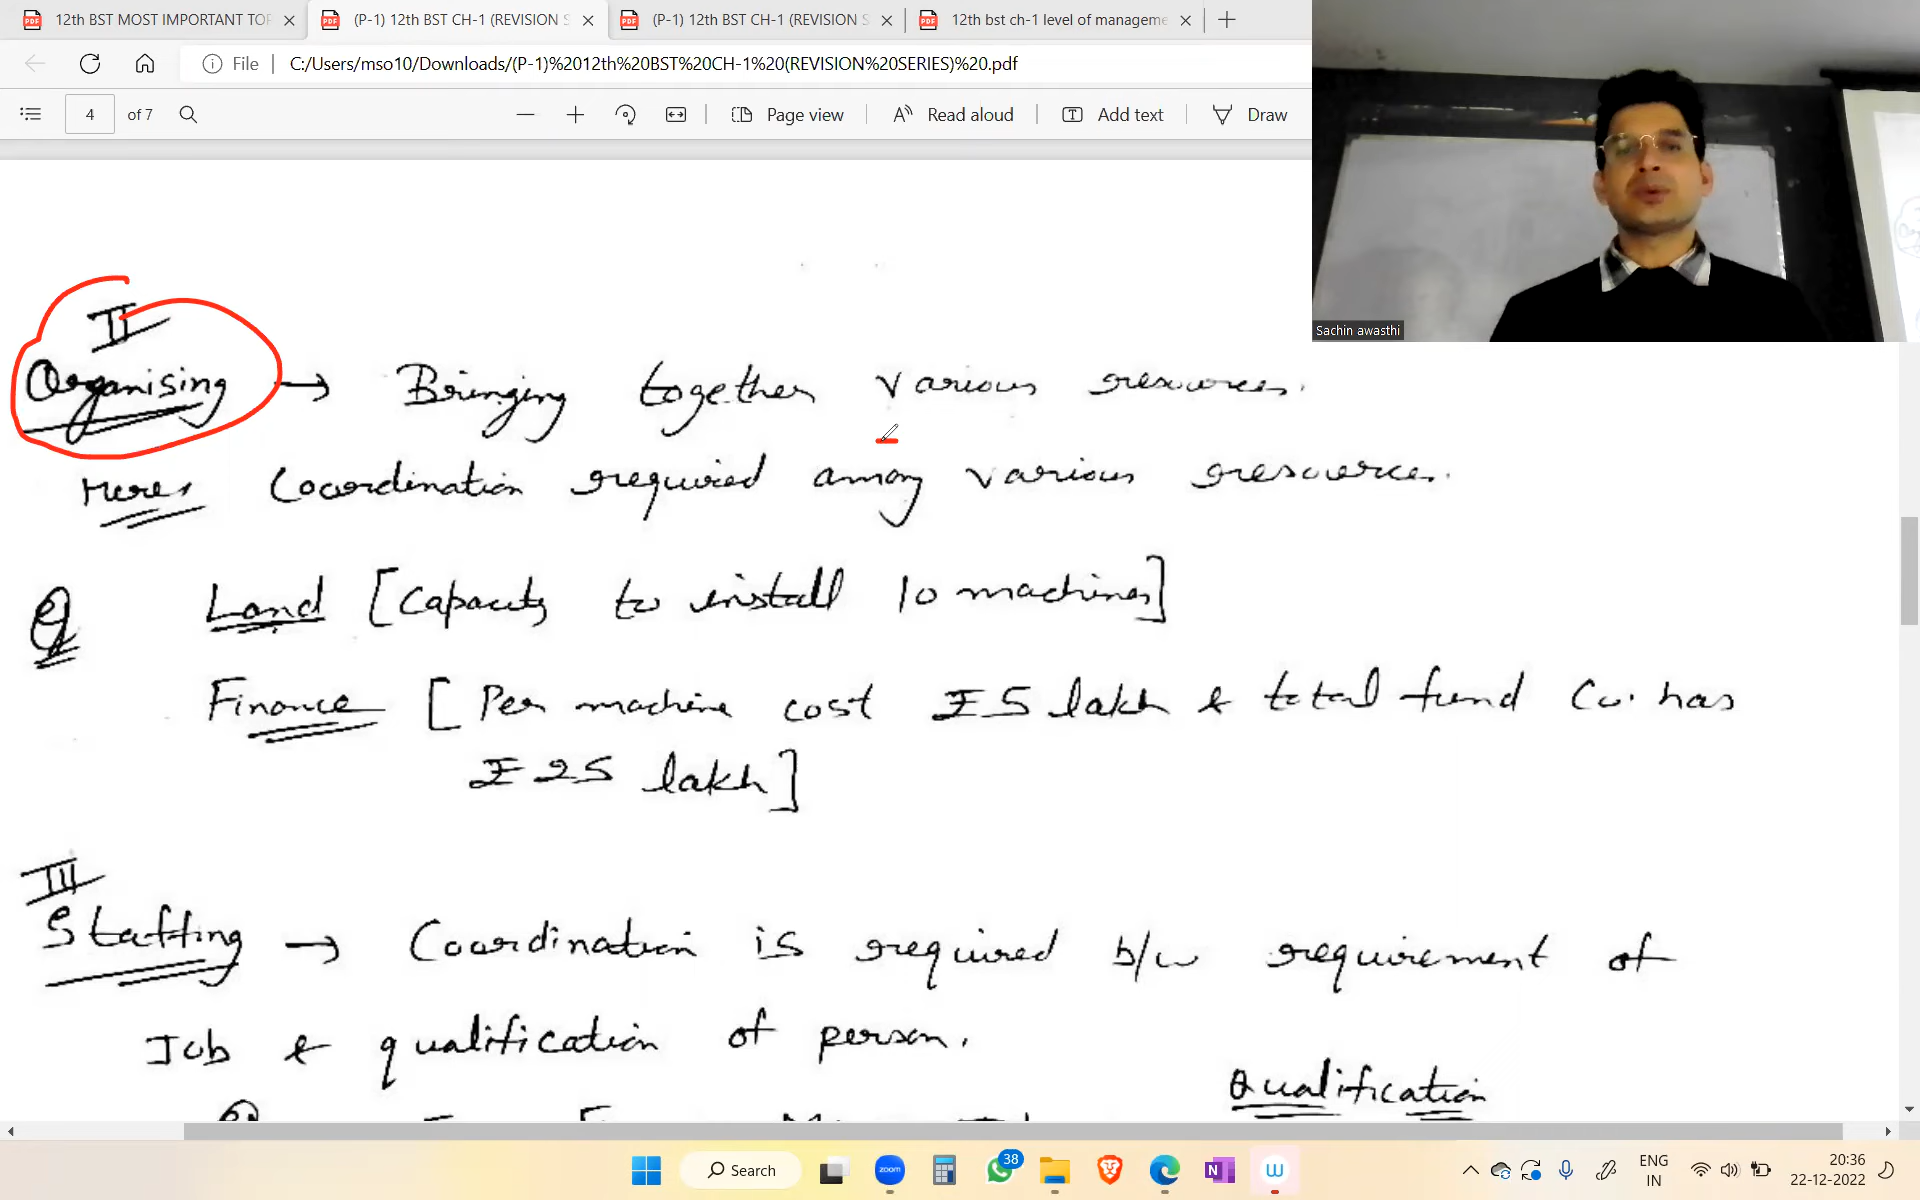 12th BST MOST IMPORTANT TOP
(P-1) 12th BST CH-1 (REVISION S
(P-1) 12th BST CH-1 (REVISION S
12th bst ch-1 level of manageme
File
C:/Users/mso10/Downloads/(P-1)%2012th%20BST%20CH-1%20(REVISION%20SERIES)%20.pdf
4 of 7
Page view
Read aloud
Add text
Draw
Sachin awasthi
II
Organising → Bringing together various resources.
Here, Coordination required among various resources.
Eg Land [Capacity to install 10 machines]
Finance [Per machine cost ₹5 lakh & total fund Co. has
₹25 lakh]
III
Staffing → Coordination is required b/w requirement of
Job & qualification of person.
Qualification
Search
zoom
38
N
W
ENG
IN
20:36
22-12-2022